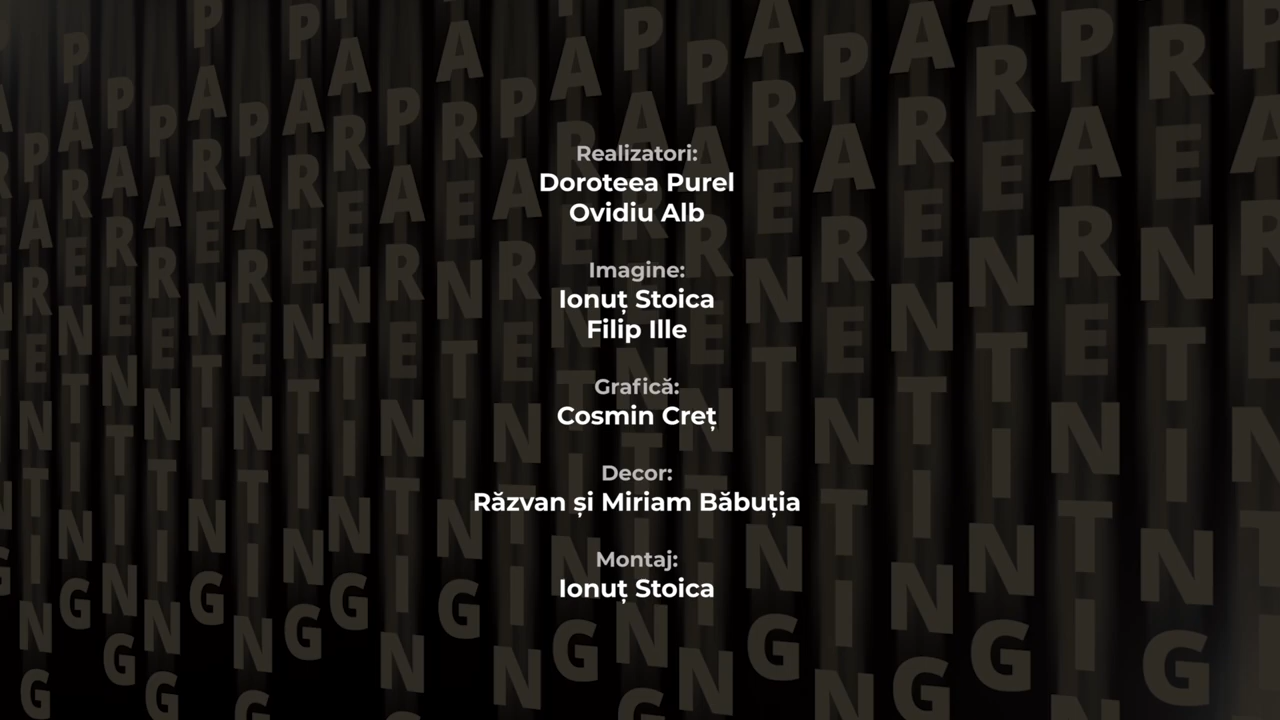 Realizatori:
Doroteea Purel
Ovidiu Alb
Imagine:
Ionuț Stoica
Filip Ille
Grafică:
Cosmin Creț
Decor:
Răzvan și Miriam Băbuția
Montaj:
Ionuț Stoica
PARENTING